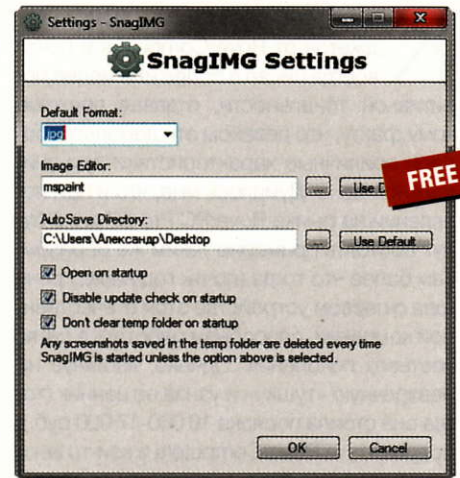 Settings - SnagIMG
SnagIMG Settings
Default Format:
jpg
Image Editor:
mspaint
...
Use D
FREE
AutoSave Directory:
C:\Users\Александр\Desktop
...
Use Default
Open on startup
Disable update check on startup
Don't clear temp folder on startup
Any screenshots saved in the temp folder are deleted every time
SnagIMG is started unless the option above is selected.
OK
Cancel